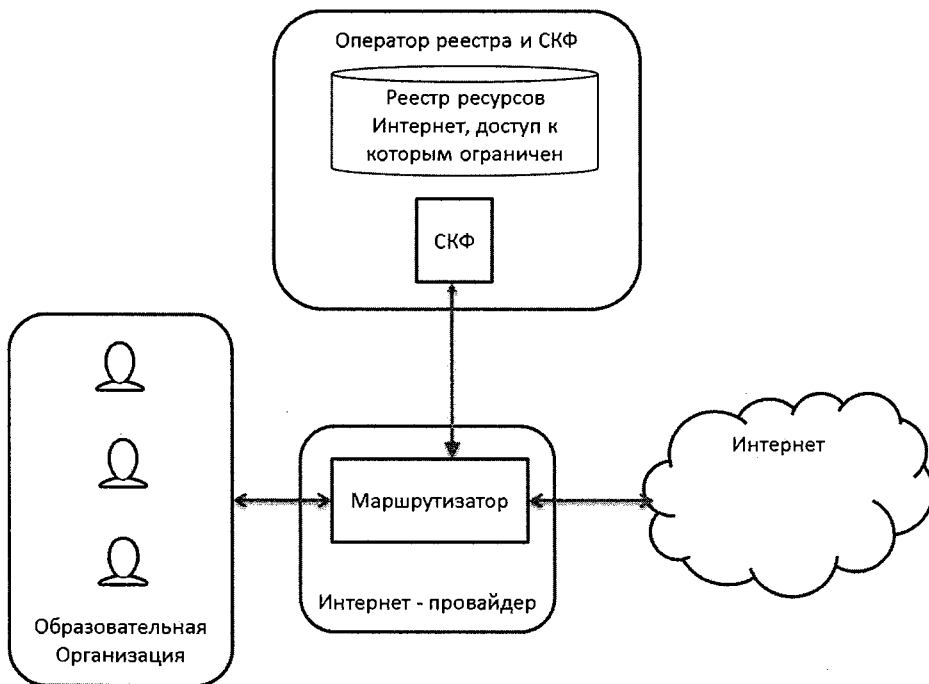 Оператор реестра и СКФ
Реестр ресурсов
Интернет, доступ к
которым ограничен
СКФ
Интернет
Маршрутизатор
Интернет - провайдер
Образовательная
Организация